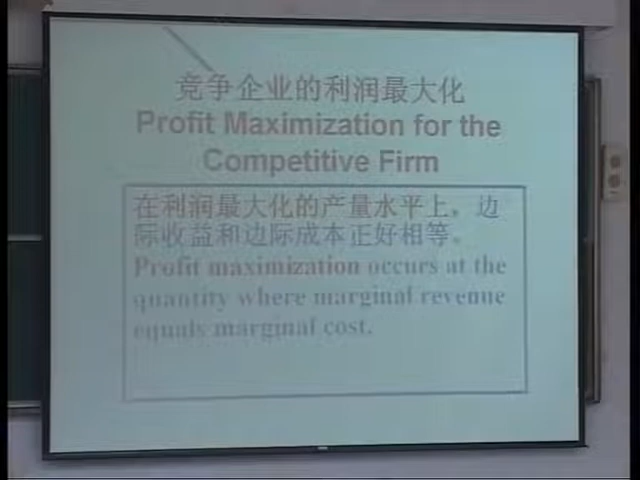 竞争企业的利润最大化
Profit Maximization for the
Competitive Firm
在利润最大化的产量水平上，边
际收益和边际成本正好相等。
Profit maximization occurs at the
quantity where marginal revenue
equals marginal cost.